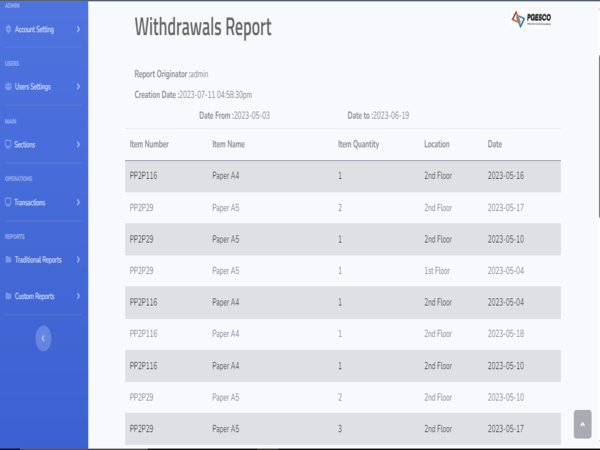 ADMIN
Account Setting
USERS
Users Settings
MAIN
Sections
OPERATIONS
Transactions
REPORTS
Traditional Reports
Custom Reports
Withdrawals Report
PGESCO
Report Originator :admin
Creation Date :2023-07-11 04:58:30pm
Date From :2023-05-03 Date to :2023-06-19
Item Number Item Name Item Quantity Location Date
PP2P116 Paper A4 1 2nd Floor 2023-05-16
PP2P29 Paper A5 2 2nd Floor 2023-05-17
PP2P29 Paper A5 1 2nd Floor 2023-05-10
PP2P29 Paper A5 1 1st Floor 2023-05-04
PP2P116 Paper A4 1 2nd Floor 2023-05-04
PP2P116 Paper A4 1 2nd Floor 2023-05-18
PP2P116 Paper A4 1 2nd Floor 2023-05-10
PP2P29 Paper A5 2 2nd Floor 2023-05-10
PP2P29 Paper A5 3 2nd Floor 2023-05-17